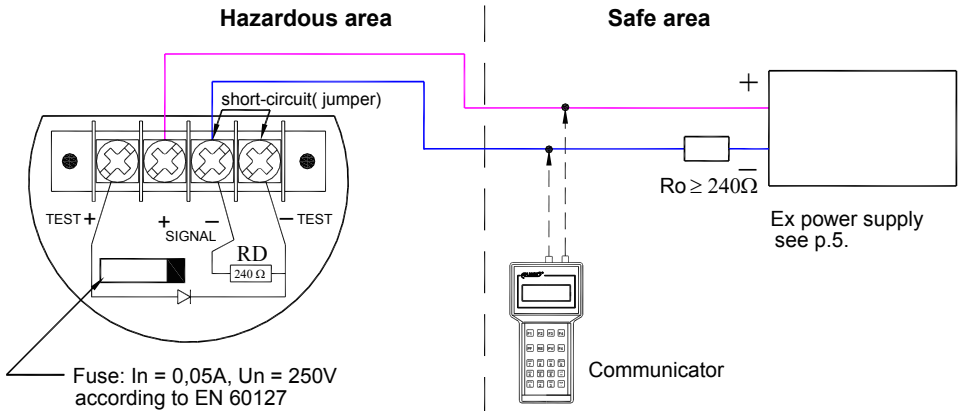 Hazardous area
Safe area
short-circuit( jumper)
+
–
Ro ≥ 240Ω
TEST +
+
–
– TEST
SIGNAL
RD
240 Ω
Ex power supply
see p.5.
Communicator
Fuse: In = 0,05A, Un = 250V
according to EN 60127